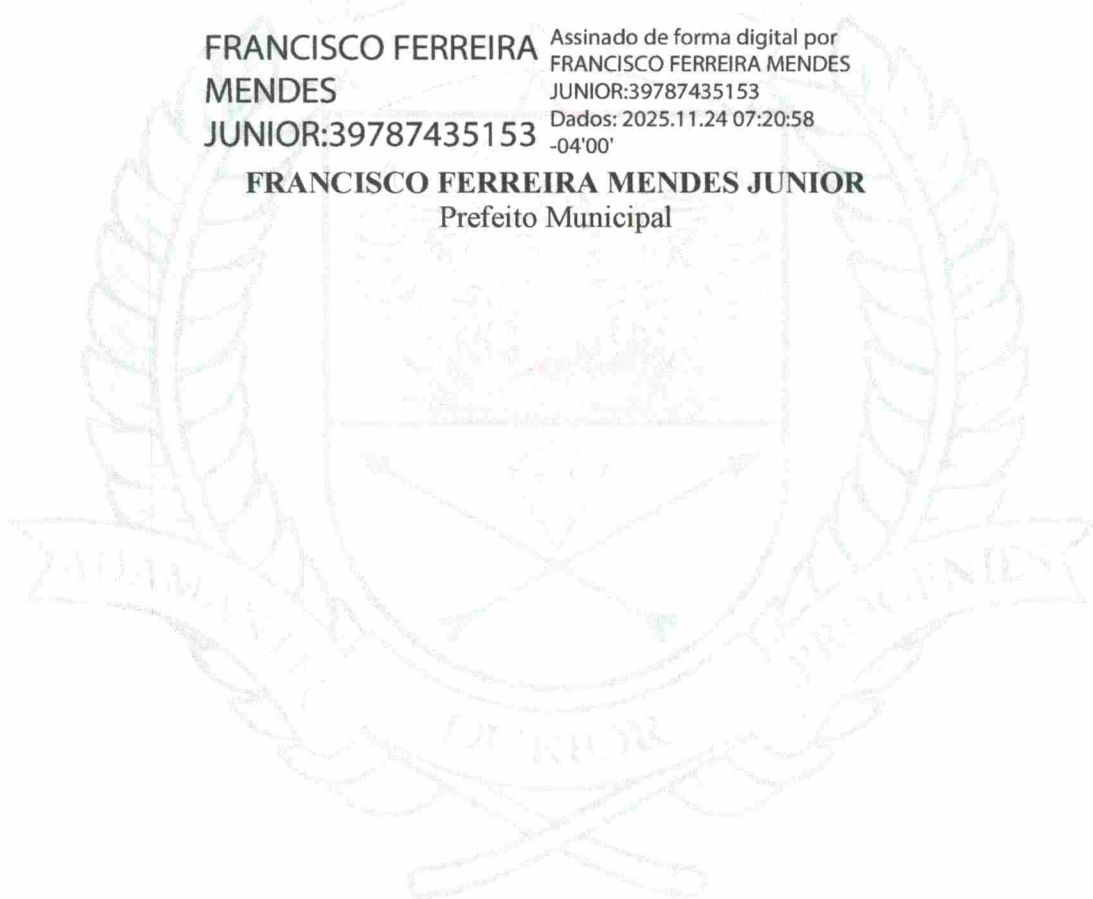 FRANCISCO FERREIRA
MENDES
JUNIOR:39787435153
Assinado de forma digital por
FRANCISCO FERREIRA MENDES
JUNIOR:39787435153
Dados: 2025.11.24 07:20:58
-04'00'
FRANCISCO FERREIRA MENDES JUNIOR
Prefeito Municipal